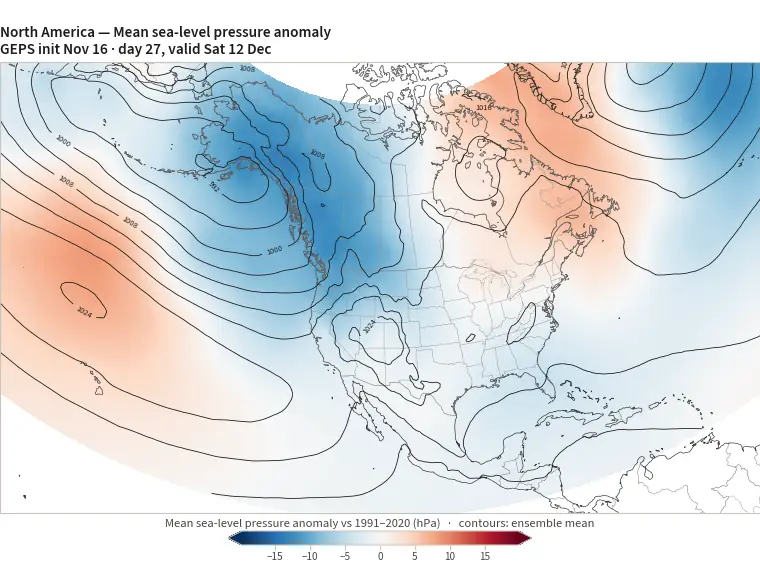 North America — Mean sea-level pressure anomaly
GEPS init Nov 16 · day 27, valid Sat 12 Dec
1008
1016
1000
1008
1008
992
1008
1000
1024
1024
Mean sea-level pressure anomaly vs 1991–2020 (hPa) · contours: ensemble mean
−15 −10 −5 0 5 10 15